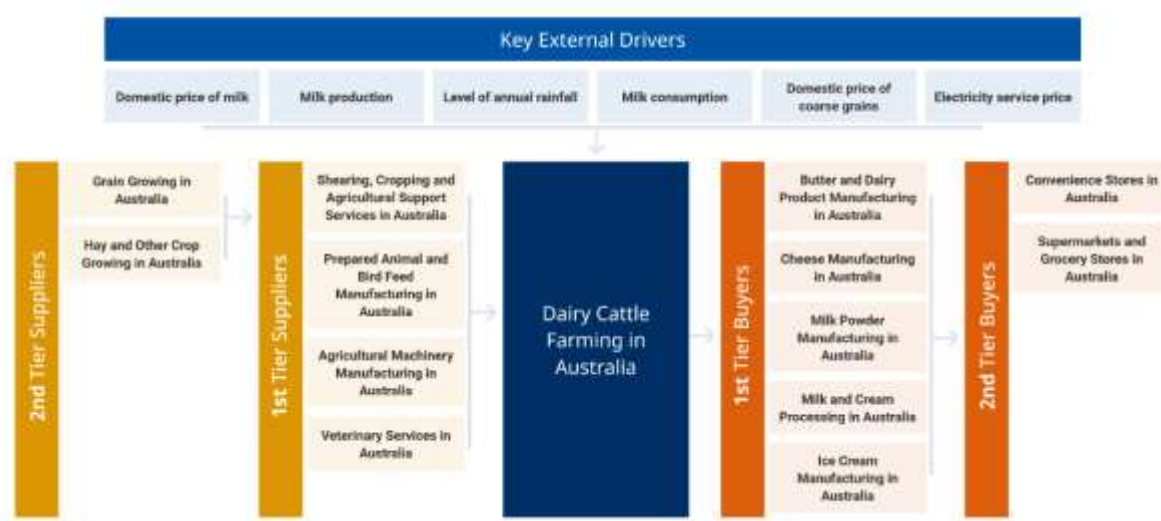 Key External Drivers
Domestic price of milk
Milk production
Level of annual rainfall
Milk consumption
Domestic price of
coarse grains
Electricity service price
2nd Tier Suppliers
Grain Growing in
Australia
Hay and Other Crop
Growing in Australia
1st Tier Suppliers
Shearing, Cropping and
Agricultural Support
Services in Australia
Prepared Animal and
Bird Feed
Manufacturing in
Australia
Agricultural Machinery
Manufacturing in
Australia
Veterinary Services in
Australia
Dairy Cattle
Farming in
Australia
1st Tier Buyers
Butter and Dairy
Product Manufacturing
in Australia
Cheese Manufacturing
in Australia
Milk Powder
Manufacturing in
Australia
Milk and Cream
Processing in Australia
Ice Cream
Manufacturing in
Australia
2nd Tier Buyers
Convenience Stores in
Australia
Supermarkets and
Grocery Stores in
Australia